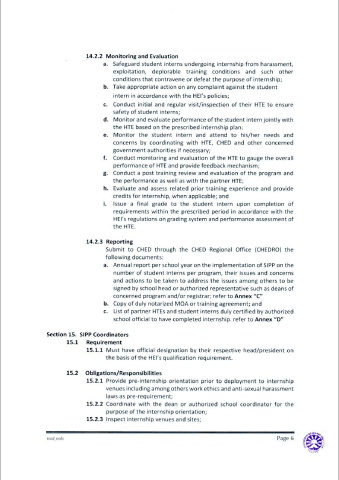 14.2.2 Monitoring and Evaluation
a. Safeguard student interns undergoing internship from harassment,
exploitation, deplorable training conditions and such other
conditions that contravene or defeat the purpose of internship;
b. Take appropriate action on any complaint against the student
intern in accordance with the HEI's policies;
c. Conduct initial and regular visit/inspection of their HTE to ensure
safety of student interns;
d. Monitor and evaluate performance of the student intern jointly with
the HTE based on the prescribed internship plan;
e. Monitor the student intern and attend to his/her needs and
concerns by coordinating with HTE, CHED and other concerned
government authorities if necessary;
f. Conduct monitoring and evaluation of the HTE to gauge the overall
performance of HTE and provide feedback mechanism;
g. Conduct a post training review and evaluation of the program and
the performance as well as with the partner HTE;
h. Evaluate and assess related prior training experience and provide
credits for internship, when applicable; and
i. Issue a final grade to the student intern upon completion of
requirements within the prescribed period in accordance with the
HEI's regulations on grading system and performance assessment of
the HTE.
14.2.3 Reporting
Submit to CHED through the CHED Regional Office (CHEDRO) the
following documents:
a. Annual report per school year on the implementation of SIPP on the
number of student interns per program, their issues and concerns
and actions to be taken to address the issues among others to be
signed by school head or authorized representative such as deans of
concerned program and/or registrar; refer to Annex "C"
b. Copy of duly notarized MOA or training agreement; and
c. List of partner HTEs and student interns duly certified by authorized
school official to have completed internship. refer to Annex "D"
Section 15. SIPP Coordinators
15.1 Requirement
15.1.1 Must have official designation by their respective head/president on
the basis of the HEI's qualification requirement.
15.2 Obligations/Responsibilities
15.2.1 Provide pre-internship orientation prior to deployment to internship
venues including among others work ethics and anti-sexual harassment
laws as pre-requirement;
15.2.2 Coordinate with the dean or authorized school coordinator for the
purpose of the internship orientation;
15.2.3 Inspect internship venues and sites;
Page 6